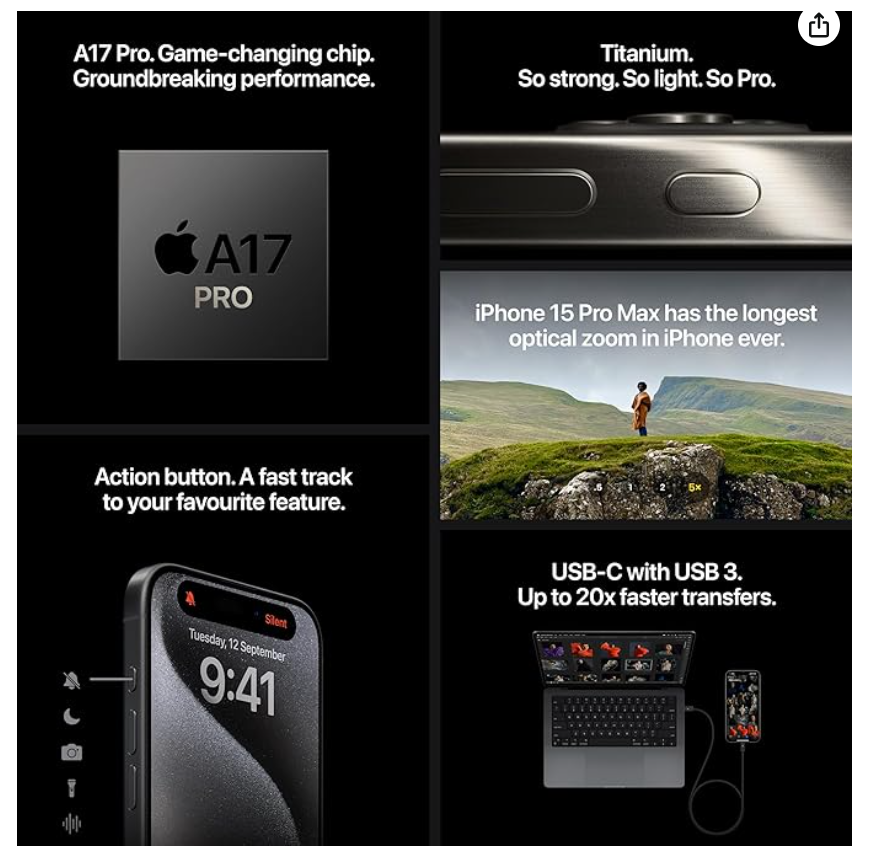 A17 Pro. Game-changing chip.
Groundbreaking performance.
A17
PRO
Titanium.
So strong. So light. So Pro.
iPhone 15 Pro Max has the longest
optical zoom in iPhone ever.
.5 1 2 5×
Action button. A fast track
to your favourite feature.
Silent
Tuesday, 12 September
9:41
USB-C with USB 3.
Up to 20x faster transfers.